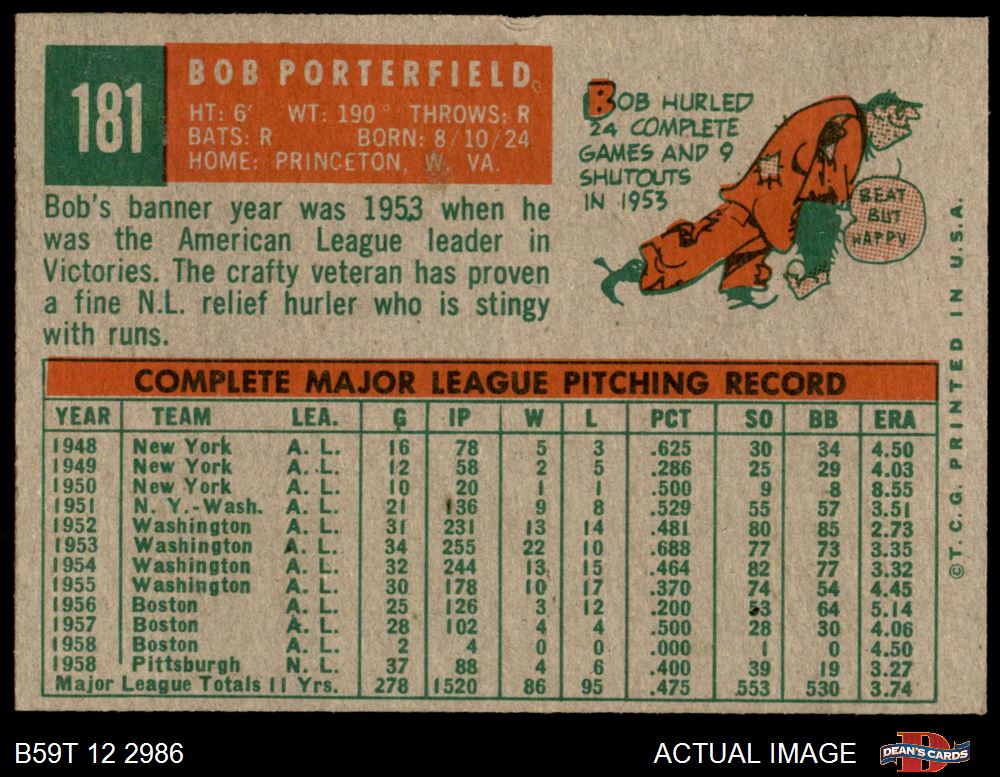 181
BOB PORTERFIELD
HT: 6' WT: 190 THROWS: R
BATS: R BORN: 8/10/24
HOME: PRINCETON, W. VA.
Bob's banner year was 1953 when he
was the American League leader in
Victories. The crafty veteran has proven
a fine N.L. relief hurler who is stingy
with runs.
BOB HURLED
24 COMPLETE
GAMES AND 9
SHUTOUTS
IN 1953
BEAT
BUT
HAPPY
©T. C. G. PRINTED IN U.S.A.
COMPLETE MAJOR LEAGUE PITCHING RECORD
YEAR TEAM LEA. G IP W L PCT SO BB ERA
1948 New York A. L. 16 78 5 3 .625 30 34 4.50
1949 New York A. L. 12 58 2 5 .286 25 29 4.03
1950 New York A. L. 10 20 1 1 .500 9 8 8.55
1951 N. Y.-Wash. A. L. 21 136 9 8 .529 55 57 3.51
1952 Washington A. L. 31 231 13 14 .481 80 85 2.73
1953 Washington A. L. 34 255 22 10 .688 77 73 3.35
1954 Washington A. L. 32 244 13 15 .464 82 77 3.32
1955 Washington A. L. 30 178 10 17 .370 74 54 4.45
1956 Boston A. L. 25 126 3 12 .200 53 64 5.14
1957 Boston A. L. 28 102 4 4 .500 28 30 4.06
1958 Boston A. L. 2 4 0 0 .000 1 0 4.50
1958 Pittsburgh N. L. 37 88 4 6 .400 39 19 3.27
Major League Totals 11 Yrs. 278 1520 86 95 .475 553 530 3.74
B59T 12 2986
ACTUAL IMAGE
DEAN'S CARDS